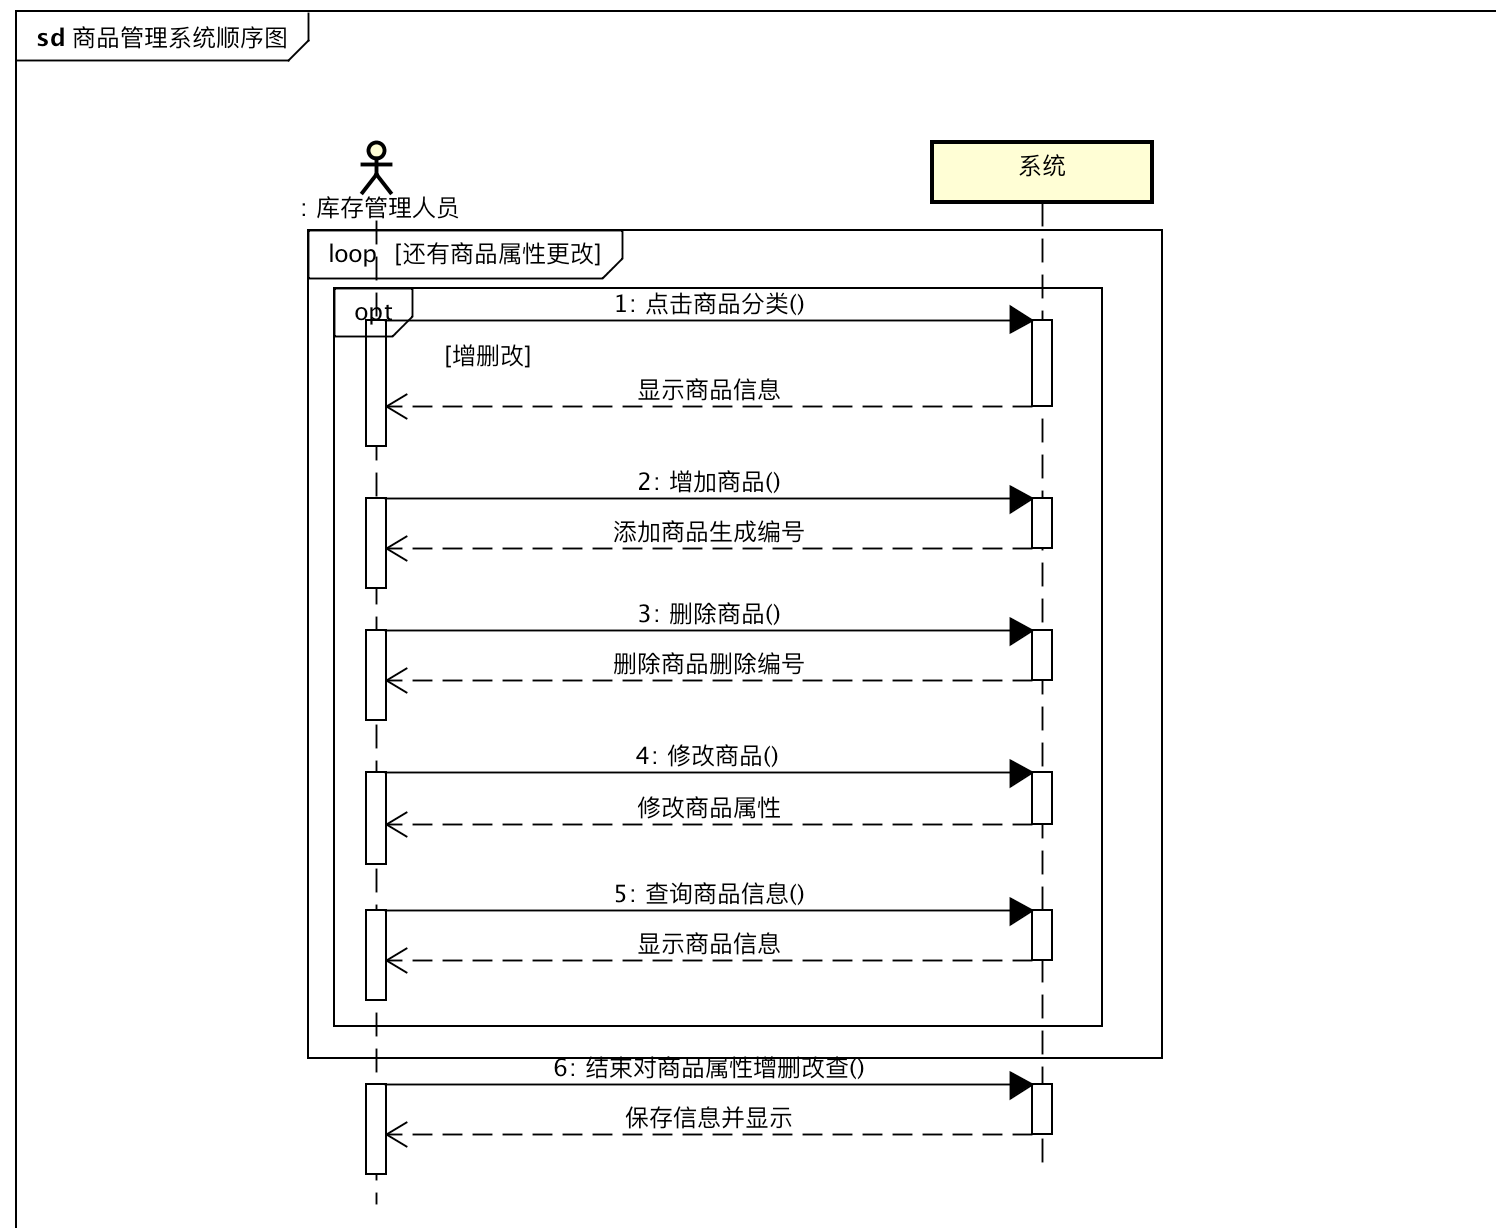 sd 商品管理系统顺序图
系统
: 库存管理人员
loop [还有商品属性更改]
opt
1: 点击商品分类()
[增删改]
显示商品信息
2: 增加商品()
添加商品生成编号
3: 删除商品()
删除商品删除编号
4: 修改商品()
修改商品属性
5: 查询商品信息()
显示商品信息
6: 结束对商品属性增删改查()
保存信息并显示